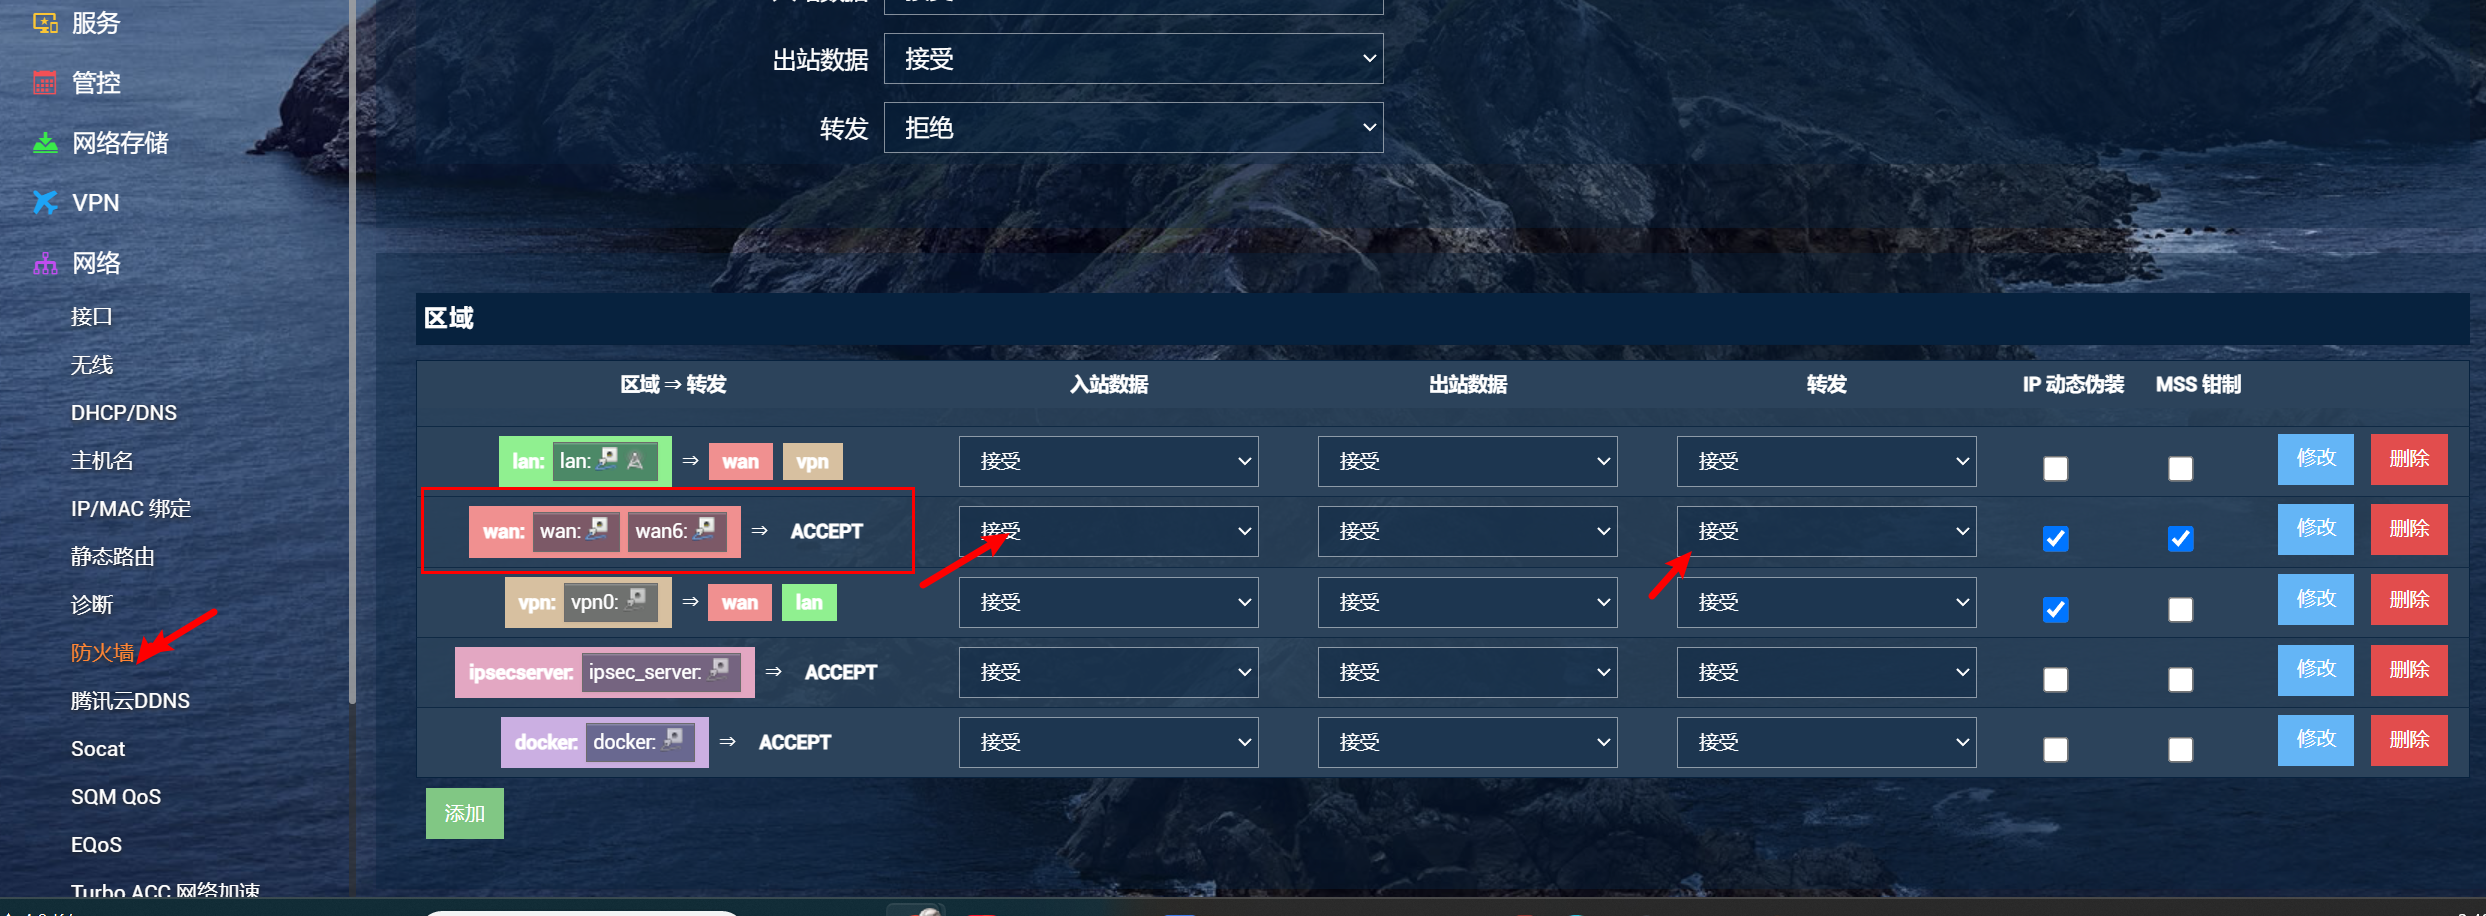 服务
管控
网络存储
VPN
网络
接口
无线
DHCP/DNS
主机名
IP/MAC 绑定
静态路由
诊断
防火墙
腾讯云DDNS
Socat
SQM QoS
EQoS
Turbo ACC 网络加速
出站数据 接受
转发 拒绝
区域
区域 ⇒ 转发 入站数据 出站数据 转发 IP 动态伪装 MSS 钳制
lan: lan: ⇒ wan vpn 接受 接受 接受 修改 删除
wan: wan: wan6: ⇒ ACCEPT 接受 接受 接受 修改 删除
vpn: vpn0: ⇒ wan lan 接受 接受 接受 修改 删除
ipsecserver: ipsec_server: ⇒ ACCEPT 接受 接受 接受 修改 删除
docker: docker: ⇒ ACCEPT 接受 接受 接受 修改 删除
添加